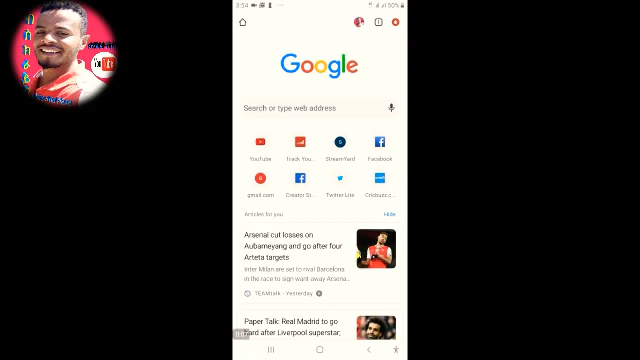 3:54
50%
1
Google
Search or type web address
YouTube
Track You...
StreamYard
Facebook
gmail.com
Creator St...
Twitter Lite
Cricbuzz.c...
Articles for you
Hide
Arsenal cut losses on
Aubameyang and go after four
Arteta targets
Inter Milan are set to rival Barcelona
in the race to sign want away Arsena...
TEAMtalk - Yesterday
Paper Talk: Real Madrid to go
hard after Liverpool superstar;